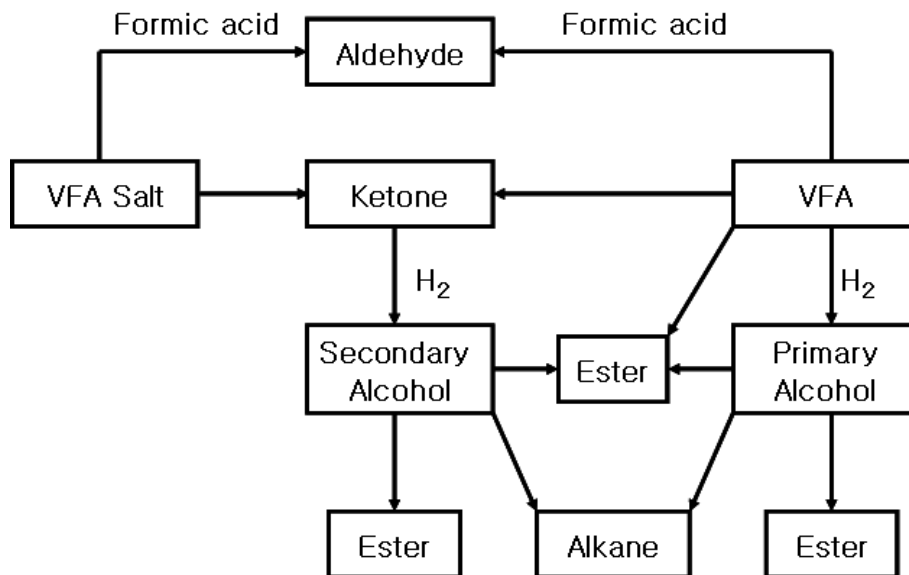 Formic acid
Formic acid
Aldehyde
VFA Salt
Ketone
VFA
H₂
H₂
Secondary
Alcohol
Ester
Primary
Alcohol
Ester
Alkane
Ester